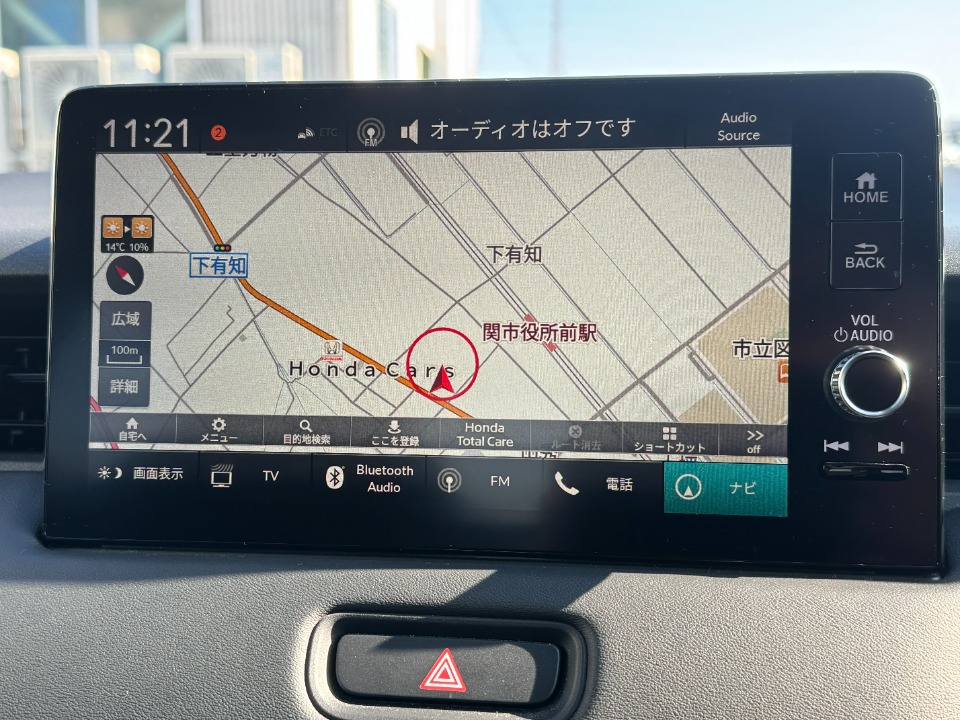 11:21
2
ETC
FM
オーディオはオフです
Audio
Source
HOME
BACK
VOL
AUDIO
14℃ 10%
下有知
下有知
広域
100m
詳細
関市役所前駅
市立図
Honda Cars
自宅へ
メニュー
目的地検索
ここを登録
Honda
Total Care
ルート消去
ショートカット
off
画面表示
TV
Bluetooth
Audio
FM
電話
ナビ